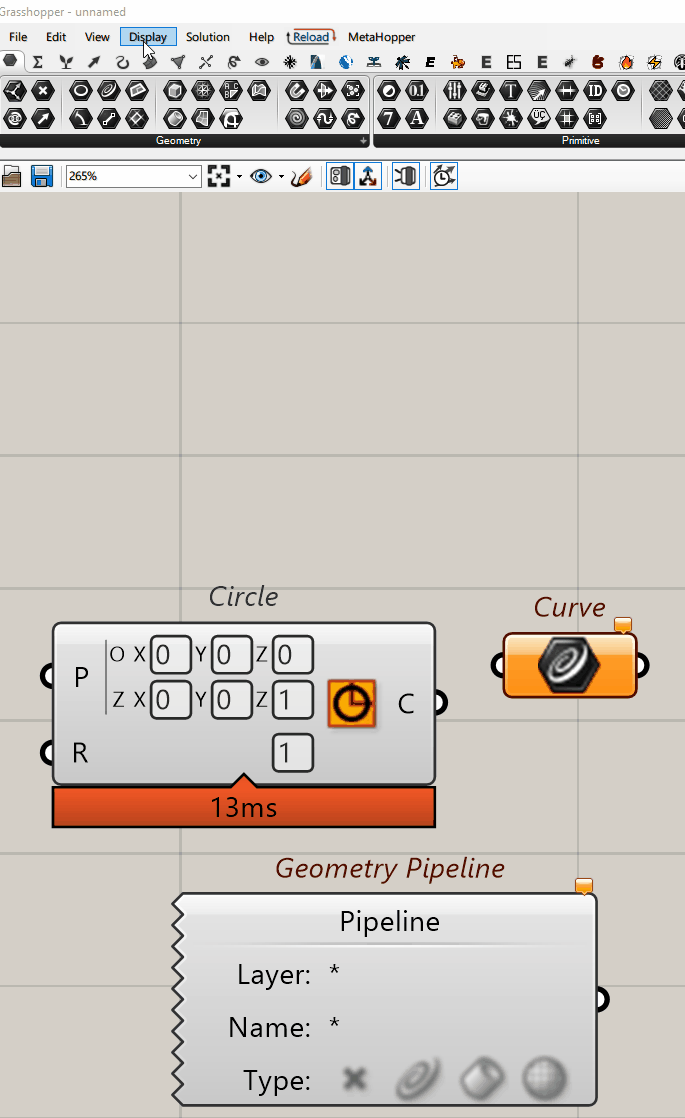 Grasshopper - unnamed
File Edit View Display Solution Help Reload MetaHopper
Geometry
Primitive
265%
Circle
Curve
P
O X 0 Y 0 Z 0
Z X 0 Y 0 Z 1
C
R 1
13ms
Geometry Pipeline
Pipeline
Layer: *
Name: *
Type: